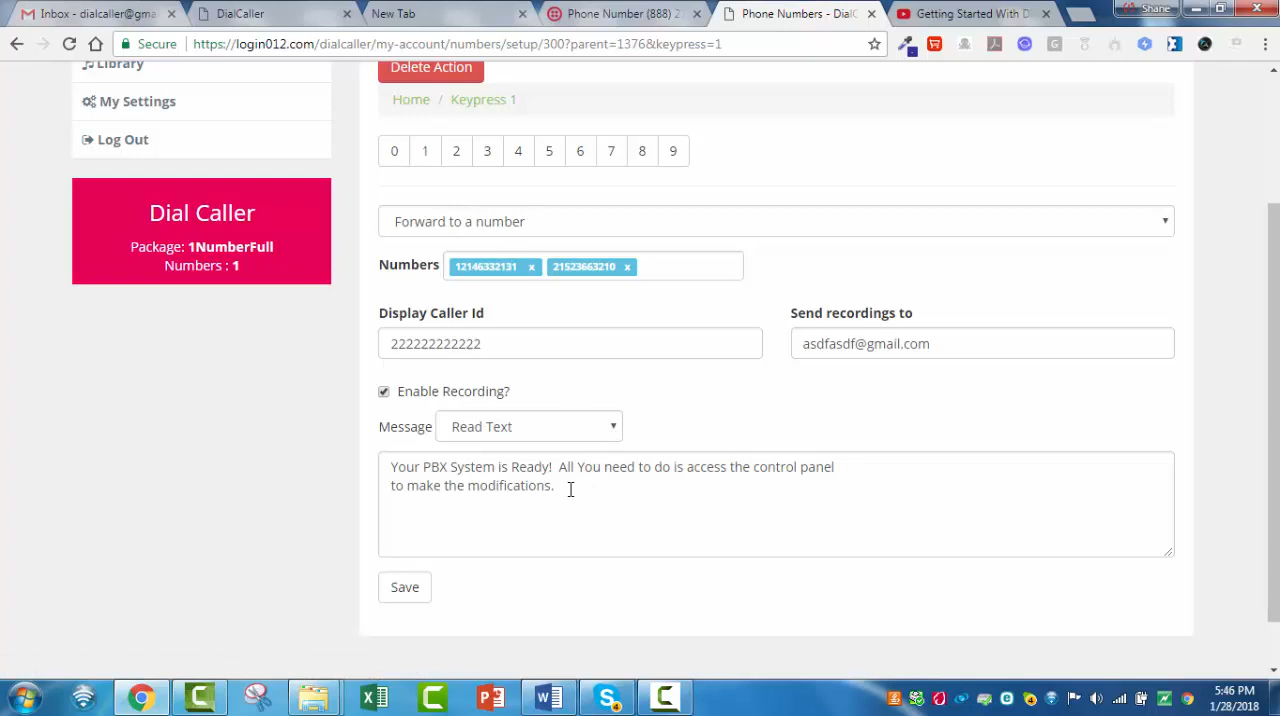 Inbox - dialcaller@gma
DialCaller
New Tab
Phone Number (888) 2
Phone Numbers - DialC
Getting Started With D
Shane
Secure
https://login012.com/dialcaller/my-account/numbers/setup/300?parent=1376&keypress=1
Library
My Settings
Log Out
Dial Caller
Package: 1NumberFull
Numbers : 1
Delete Action
Home / Keypress 1
0 1 2 3 4 5 6 7 8 9
Forward to a number
Numbers 12146332131 x 21523663210 x
Display Caller Id
Send recordings to
222222222222
asdfasdf@gmail.com
Enable Recording?
Message Read Text
Your PBX System is Ready!  All You need to do is access the control panel
to make the modifications.
Save
5:46 PM
1/28/2018